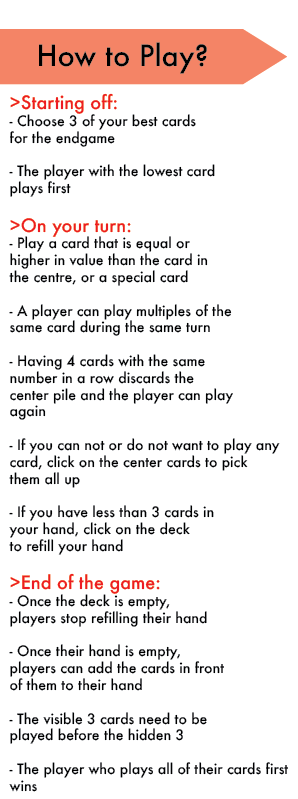 How to Play?
>Starting off:
- Choose 3 of your best cards
for the endgame
- The player with the lowest card
plays first
>On your turn:
- Play a card that is equal or
higher in value than the card in
the centre, or a special card
- A player can play multiples of the
same card during the same turn
- Having 4 cards with the same
number in a row discards the
center pile and the player can play
again
- If you can not or do not want to play any
card, click on the center cards to pick
them all up
- If you have less than 3 cards in
your hand, click on the deck
to refill your hand
>End of the game:
- Once the deck is empty,
players stop refilling their hand
- Once their hand is empty,
players can add the cards in front
of them to their hand
- The visible 3 cards need to be
played before the hidden 3
- The player who plays all of their cards first
wins